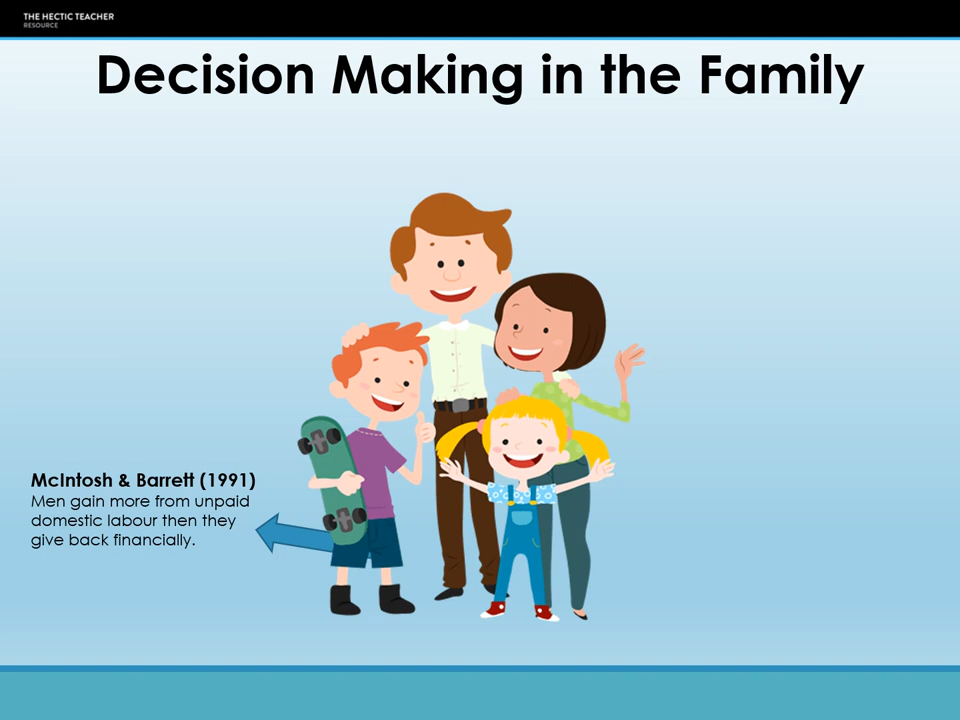 THE HECTIC TEACHER
RESOURCE
Decision Making in the Family
McIntosh & Barrett (1991)
Men gain more from unpaid
domestic labour then they
give back financially.